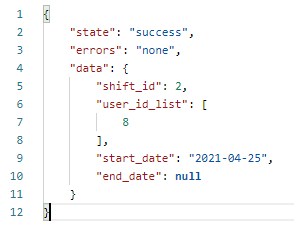 1 {
2     "state": "success",
3     "errors": "none",
4     "data": {
5         "shift_id": 2,
6         "user_id_list": [
7             8
8         ],
9         "start_date": "2021-04-25",
10         "end_date": null
11     }
12 }